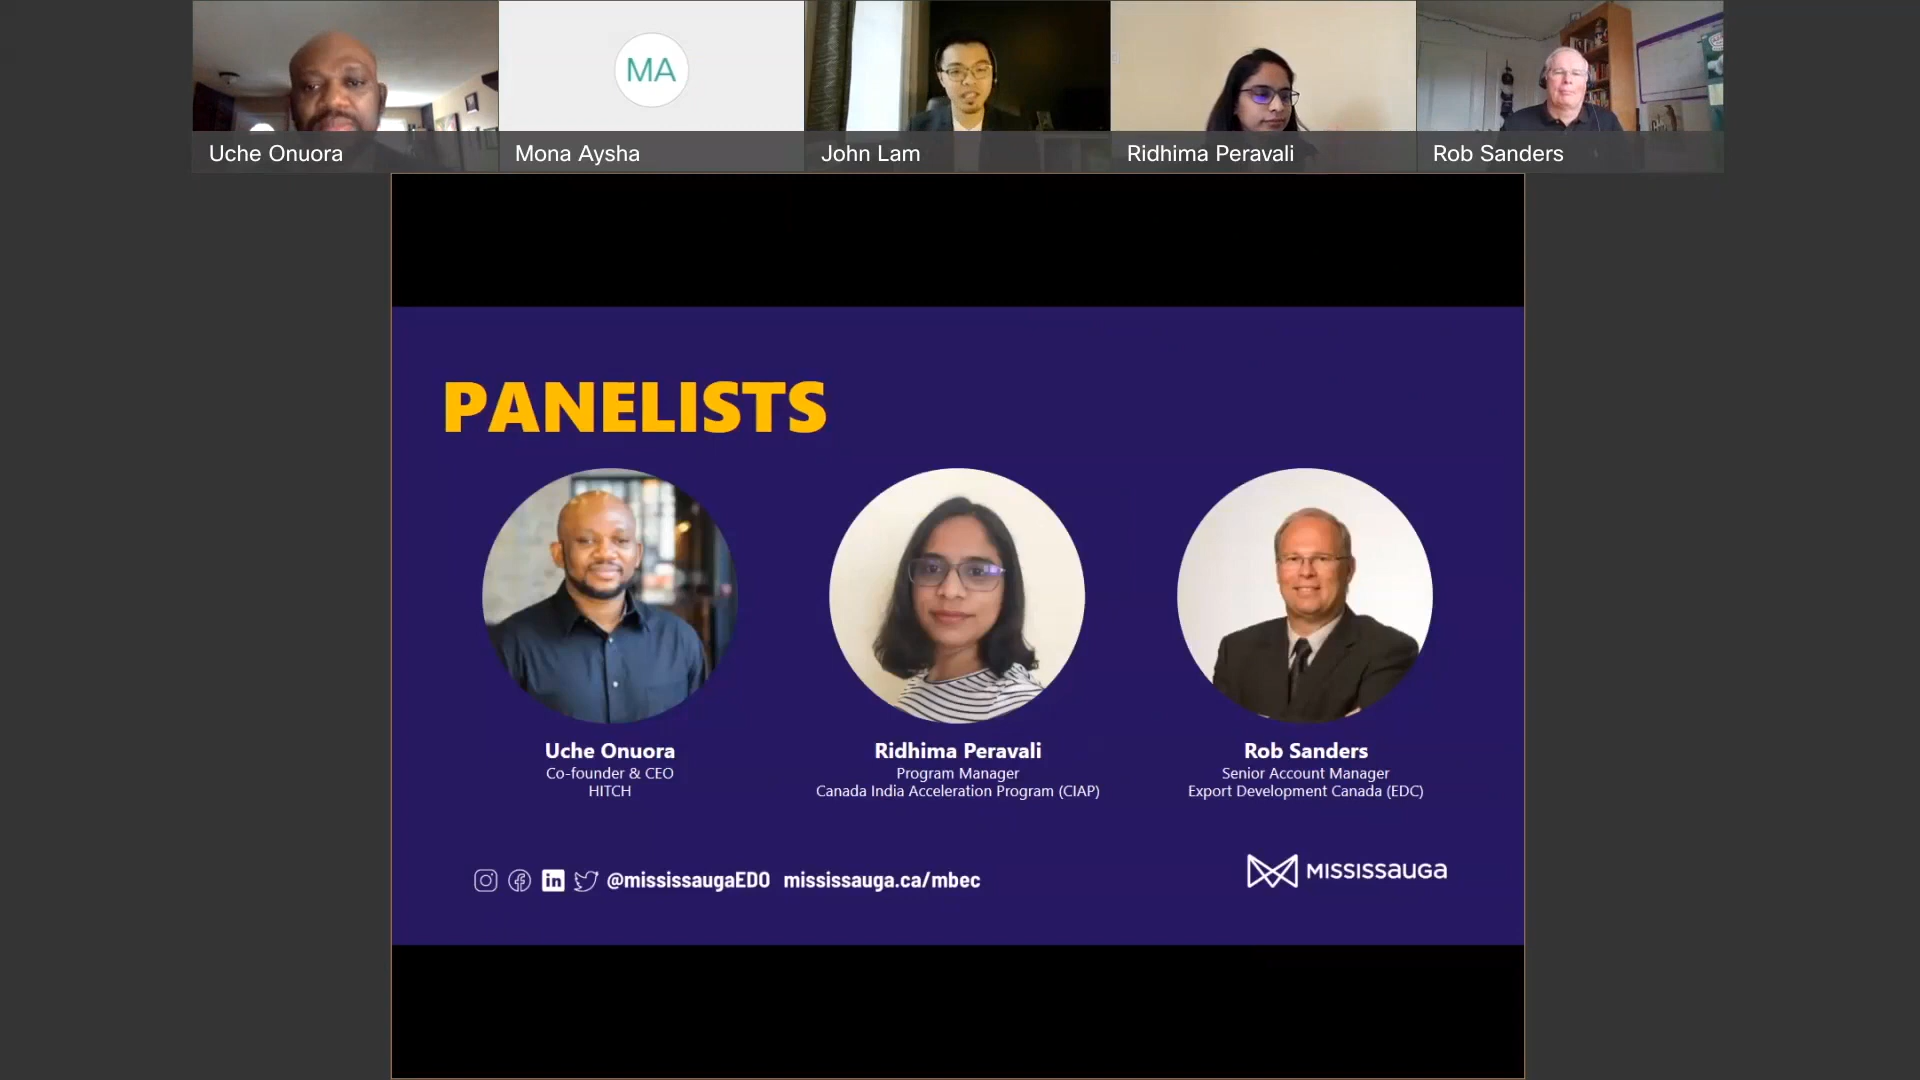 MA
Uche Onuora
Mona Aysha
John Lam
Ridhima Peravali
Rob Sanders
PANELISTS
Uche Onuora
Co-founder & CEO
HITCH
Ridhima Peravali
Program Manager
Canada India Acceleration Program (CIAP)
Rob Sanders
Senior Account Manager
Export Development Canada (EDC)
in @mississaugaEDO mississauga.ca/mbec
MISSISSAUGA